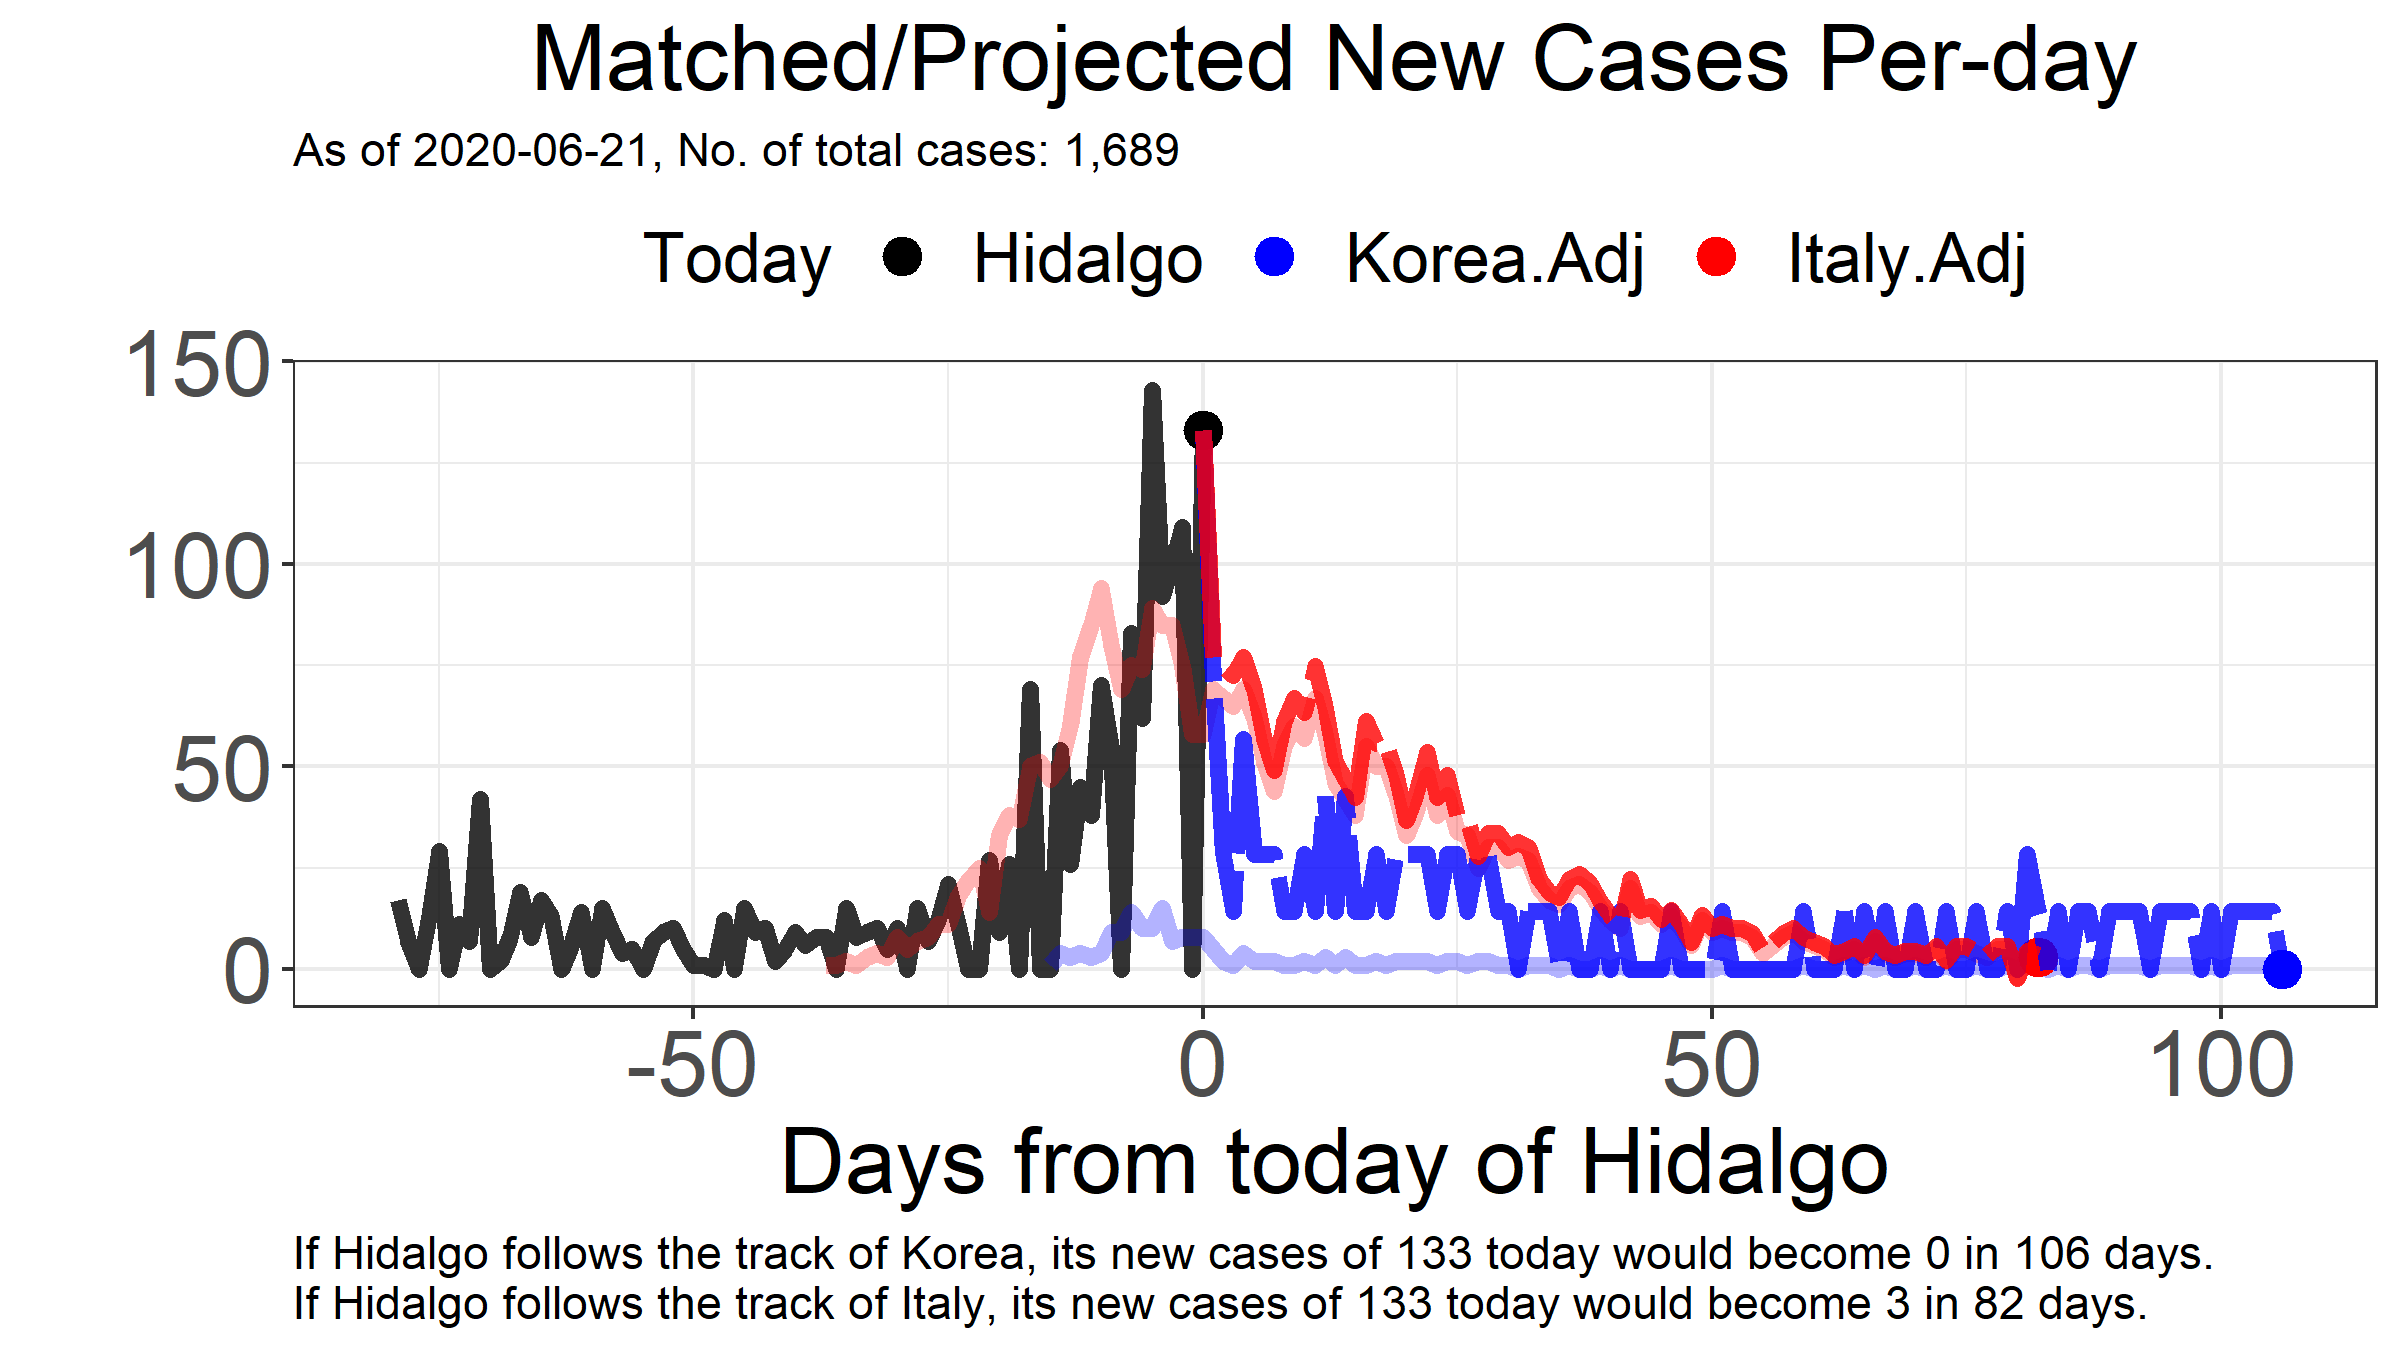 Matched/Projected New Cases Per-day
As of 2020-06-21, No. of total cases: 1,689
Today Hidalgo Korea.Adj Italy.Adj
150
100
50
0
-50 0 50 100
Days from today of Hidalgo
If Hidalgo follows the track of Korea, its new cases of 133 today would become 0 in 106 days.
If Hidalgo follows the track of Italy, its new cases of 133 today would become 3 in 82 days.